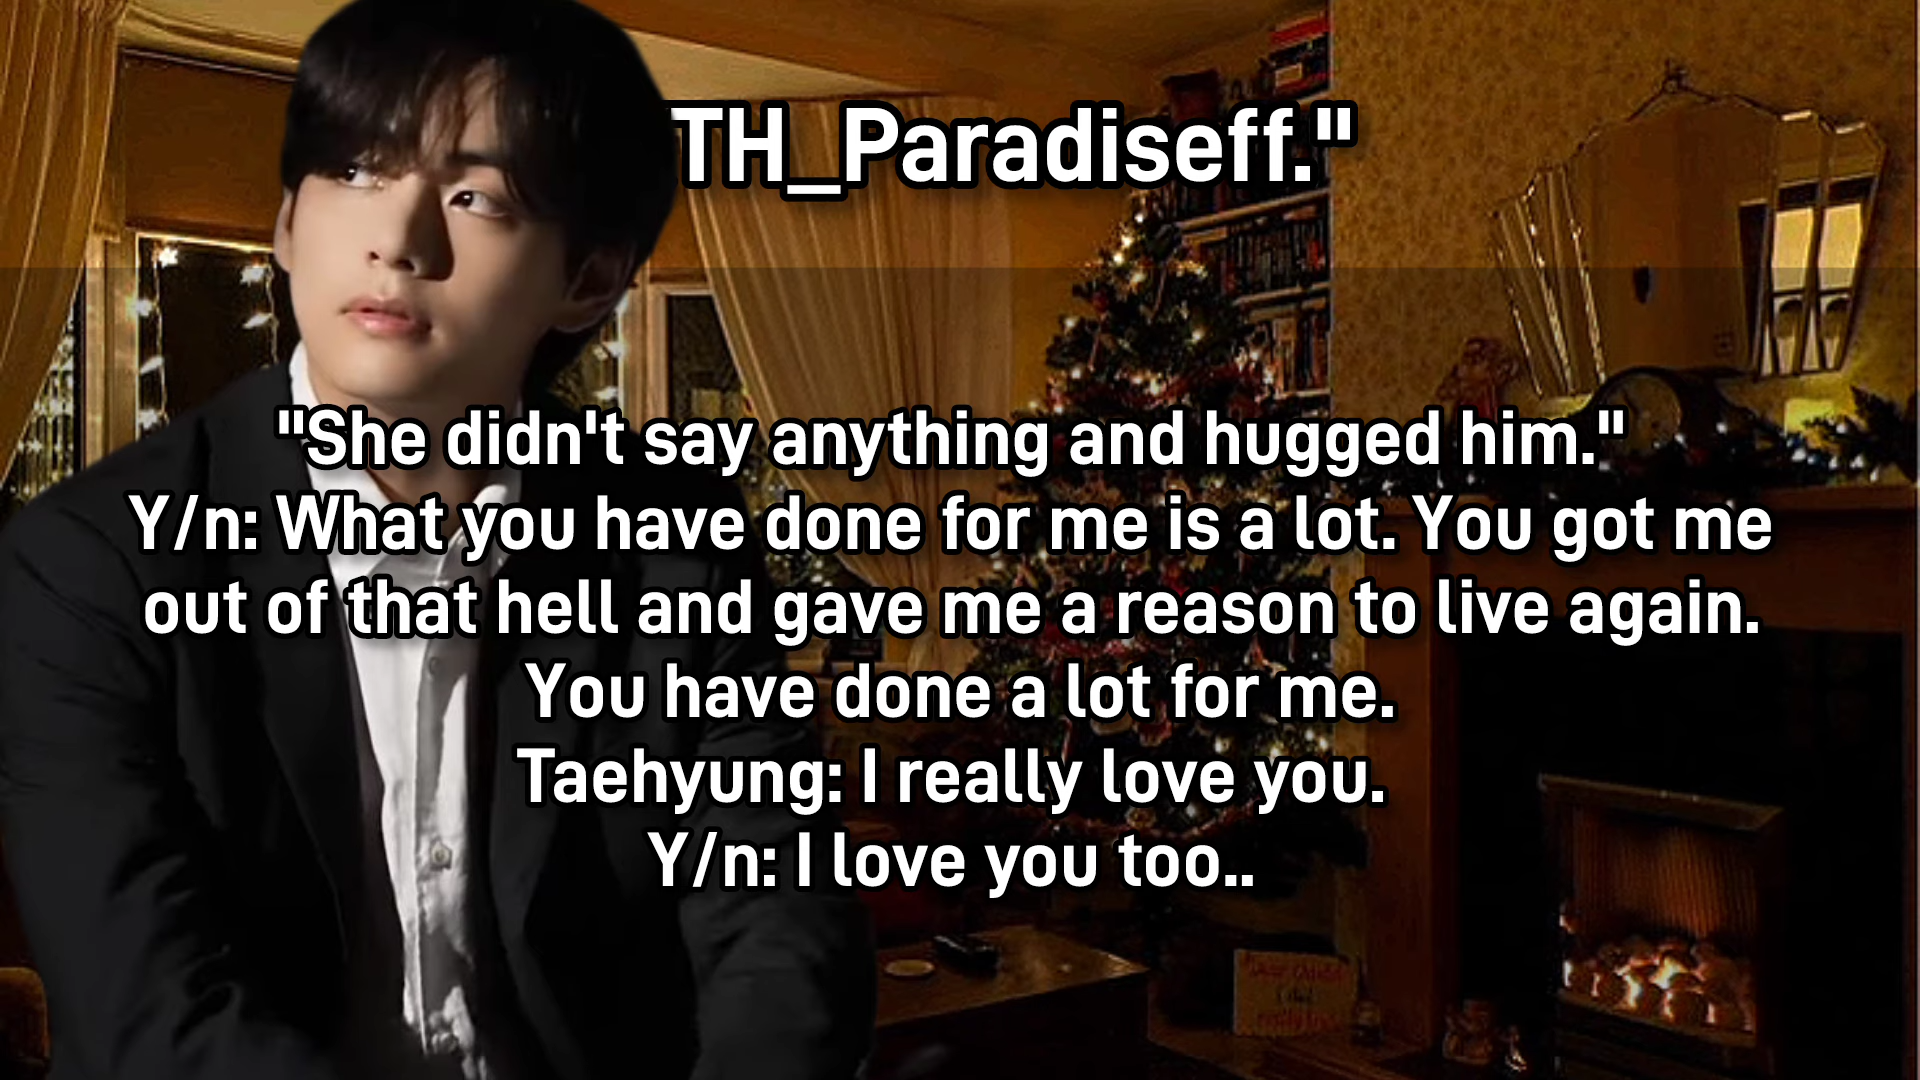 "TH_Paradiseff."
"She didn't say anything and hugged him."
Y/n: What you have done for me is a lot. You got me
out of that hell and gave me a reason to live again.
You have done a lot for me.
Taehyung: I really love you.
Y/n: I love you too..